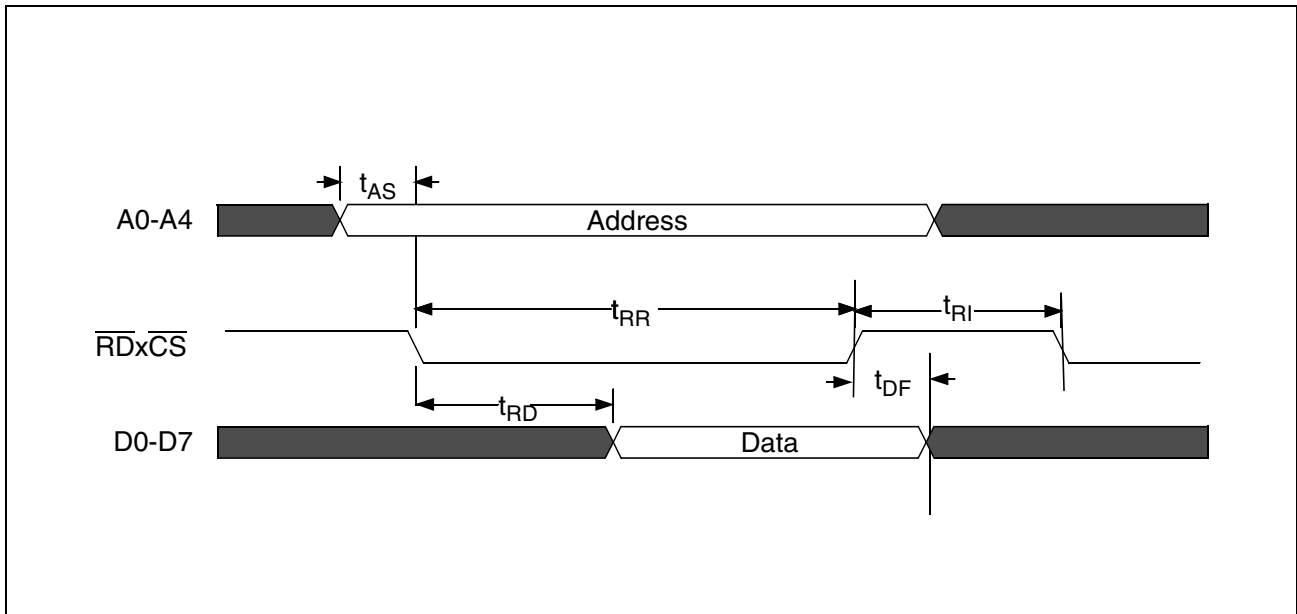 tAS
A0-A4 Address
tRR tRI
RDxCS
tDF
tRD
D0-D7 Data